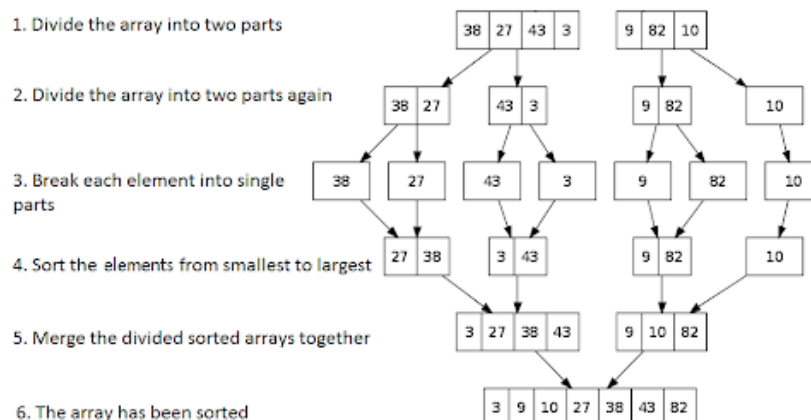 1. Divide the array into two parts
38 27 43 3 9 82 10
2. Divide the array into two parts again
38 27 43 3 9 82 10
3. Break each element into single
parts
38 27 43 3 9 82 10
4. Sort the elements from smallest to largest
27 38 3 43 9 82 10
5. Merge the divided sorted arrays together
3 27 38 43 9 10 82
6. The array has been sorted
3 9 10 27 38 43 82